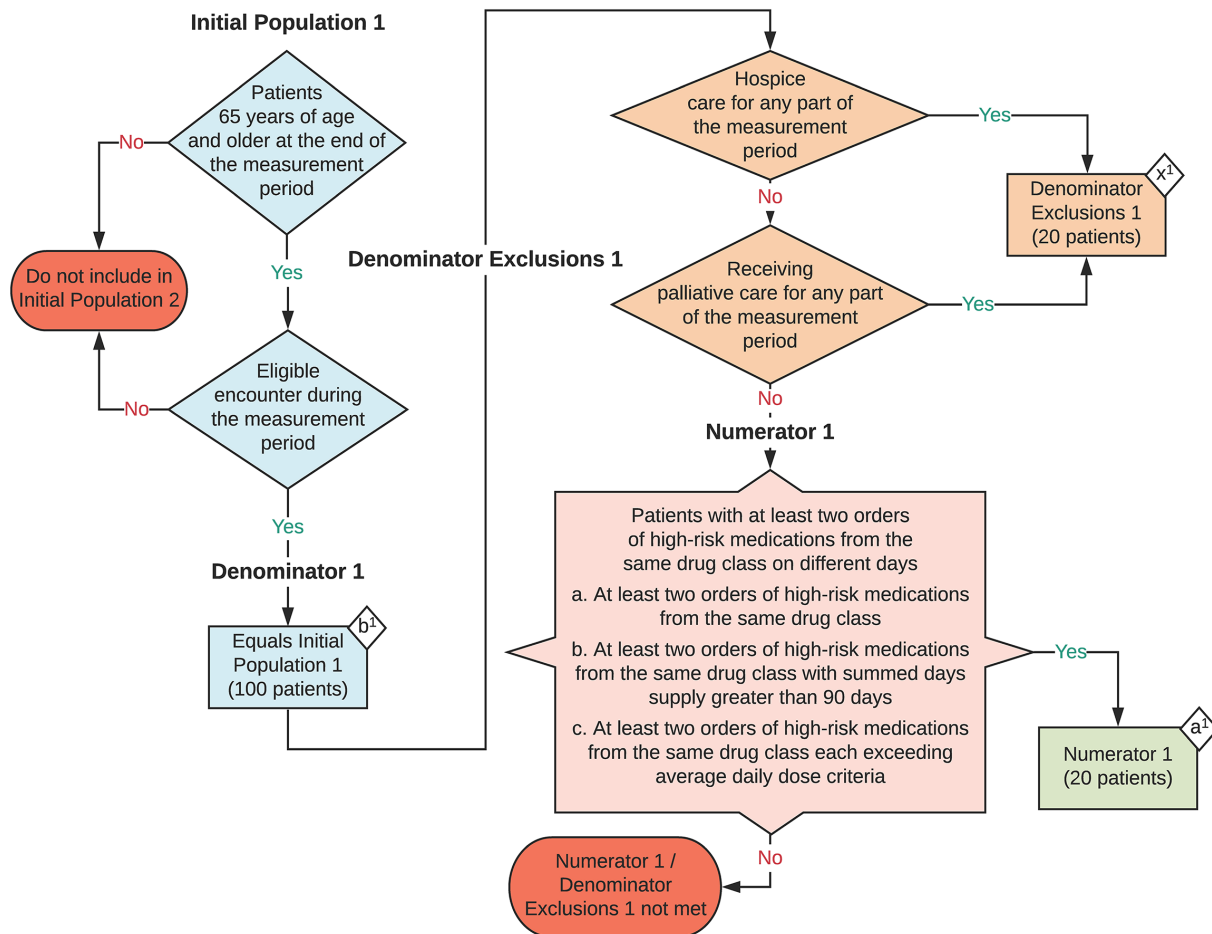 Initial Population 1
Patients
65 years of age
and older at the end of
the measurement
period
No
Do not include in
Initial Population 2
Yes
Eligible
encounter during
the measurement
period
No
Yes
Denominator 1
b¹
Equals Initial
Population 1
(100 patients)
Denominator Exclusions 1
Hospice
care for any part of
the measurement
period
Yes
x¹
Denominator
Exclusions 1
(20 patients)
No
Receiving
palliative care for any part
of the measurement
period
Yes
No
Numerator 1
Patients with at least two orders
of high-risk medications from the
same drug class on different days
a. At least two orders of high-risk medications
from the same drug class
b. At least two orders of high-risk medications
from the same drug class with summed days
supply greater than 90 days
c. At least two orders of high-risk medications
from the same drug class each exceeding
average daily dose criteria
Yes
a¹
Numerator 1
(20 patients)
No
Numerator 1 /
Denominator
Exclusions 1 not met